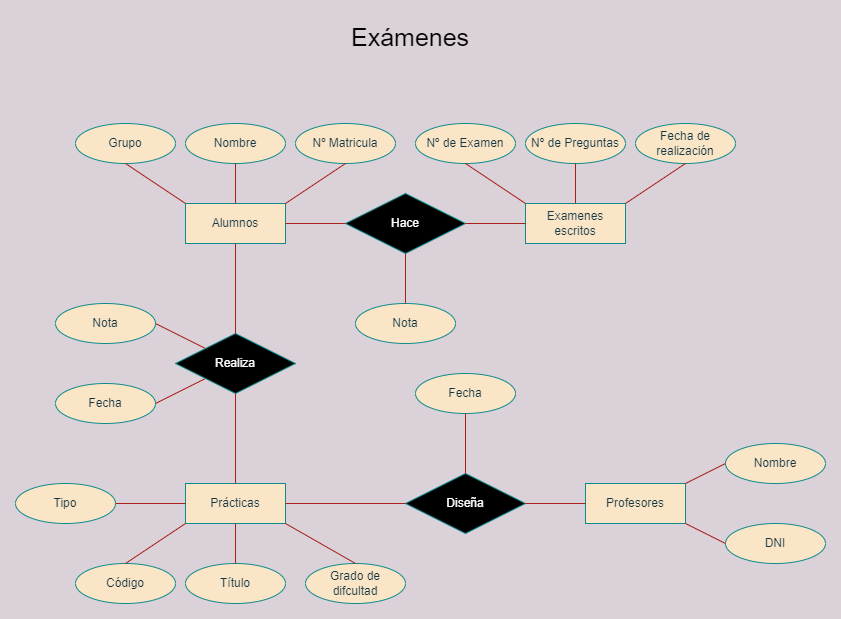 Exámenes
Grupo
Nombre
Nº Matricula
Nº de Examen
Nº de Preguntas
Fecha de
realización
Alumnos
Hace
Examenes
escritos
Nota
Nota
Realiza
Fecha
Fecha
Nombre
Tipo
Prácticas
Diseña
Profesores
DNI
Código
Título
Grado de
difcultad